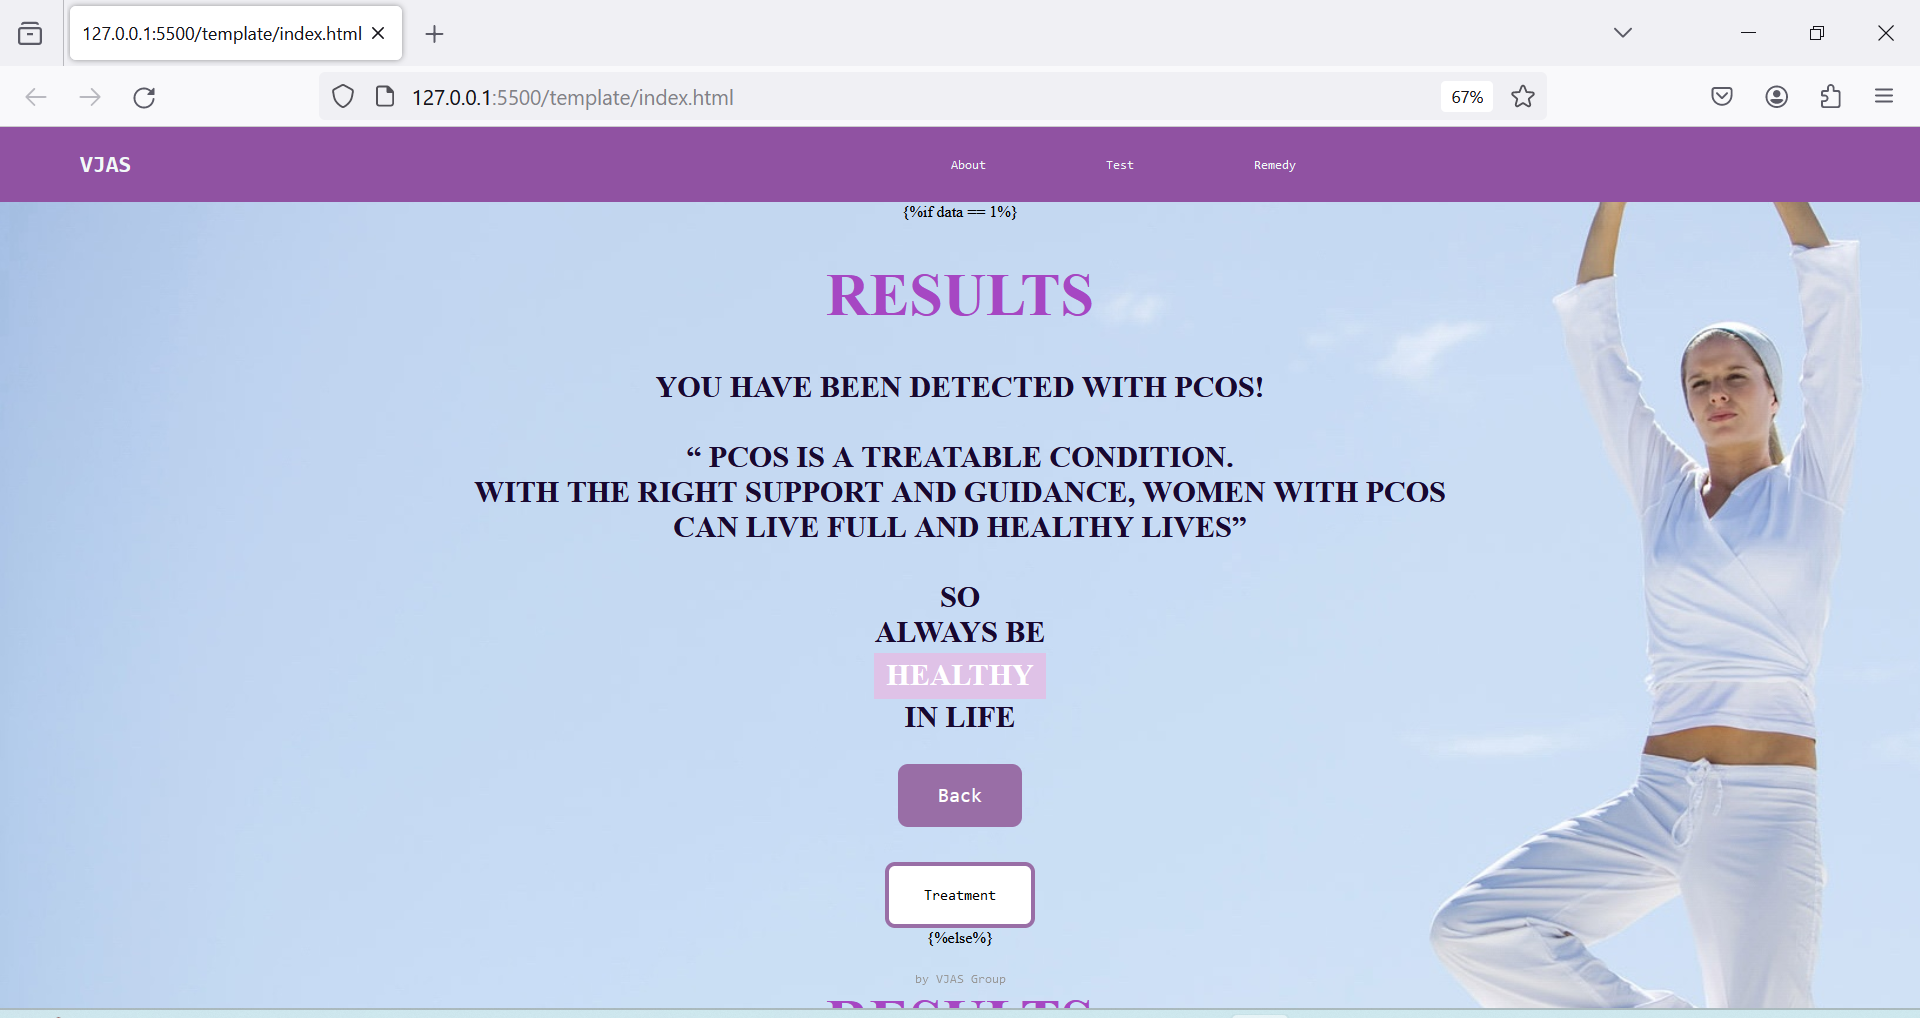 127.0.0.1:5500/template/index.html
127.0.0.1:5500/template/index.html
67%
VJAS
About
Test
Remedy
{%if data == 1%}
RESULTS
YOU HAVE BEEN DETECTED WITH PCOS!
“ PCOS IS A TREATABLE CONDITION.
WITH THE RIGHT SUPPORT AND GUIDANCE, WOMEN WITH PCOS
CAN LIVE FULL AND HEALTHY LIVES”
SO
ALWAYS BE
HEALTHY
IN LIFE
Back
Treatment
{%else%}
by VJAS Group
RESULTS